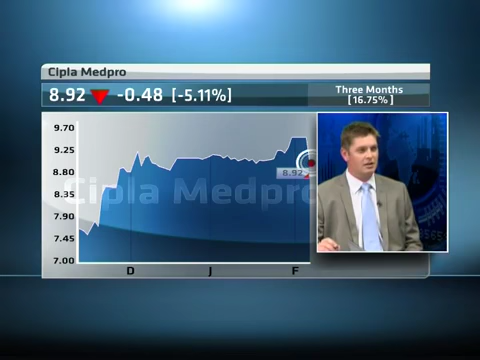 Cipla Medpro
8.92 -0.48 [-5.11%]
Three Months
[16.75%]
9.70
9.25
8.80
8.35
7.90
7.45
7.00
Cipla Medpro
8.92
D J F